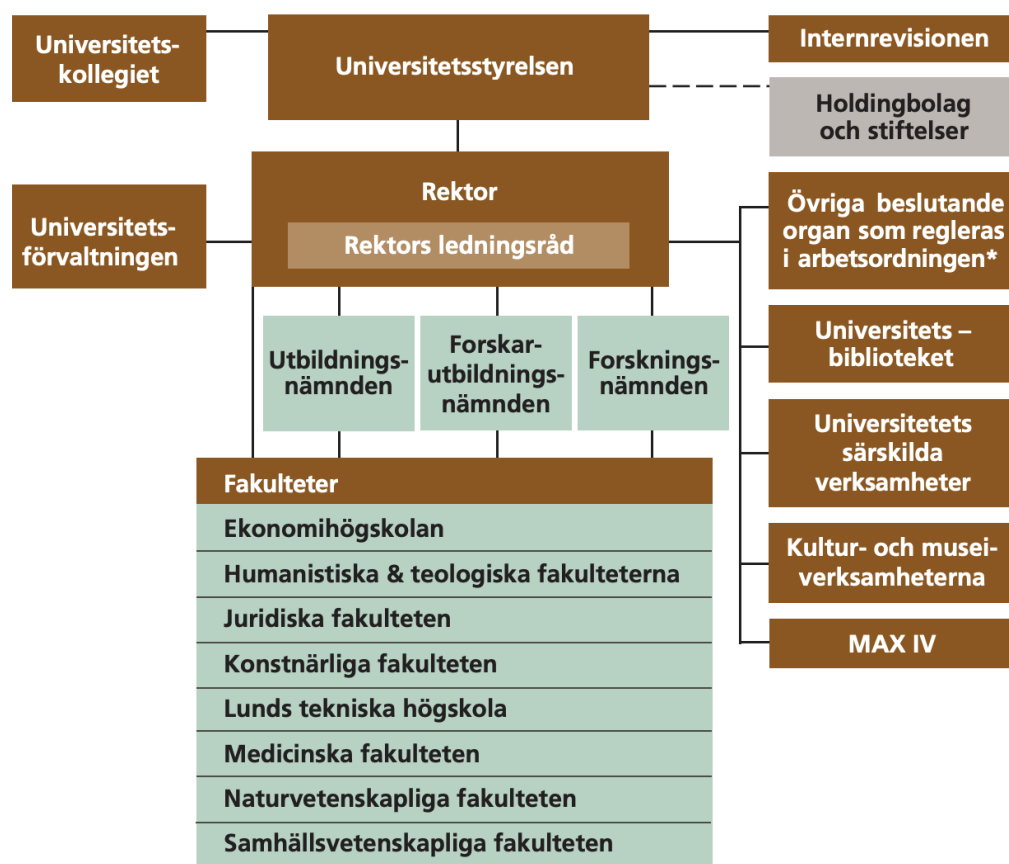 Universitets-
kollegiet
Universitetsstyrelsen
Internrevisionen
Holdingbolag
och stiftelser
Universitets-
förvaltningen
Rektor
Rektors ledningsråd
Övriga beslutande
organ som regleras
i arbetsordningen*
Utbildnings-
nämnden
Forskar-
utbildnings-
nämnden
Forsknings-
nämnden
Universitets –
biblioteket
Universitetets
särskilda
verksamheter
Kultur- och musei-
verksamheterna
MAX IV
Fakulteter
Ekonomihögskolan
Humanistiska & teologiska fakulteterna
Juridiska fakulteten
Konstnärliga fakulteten
Lunds tekniska högskola
Medicinska fakulteten
Naturvetenskapliga fakulteten
Samhällsvetenskapliga fakulteten